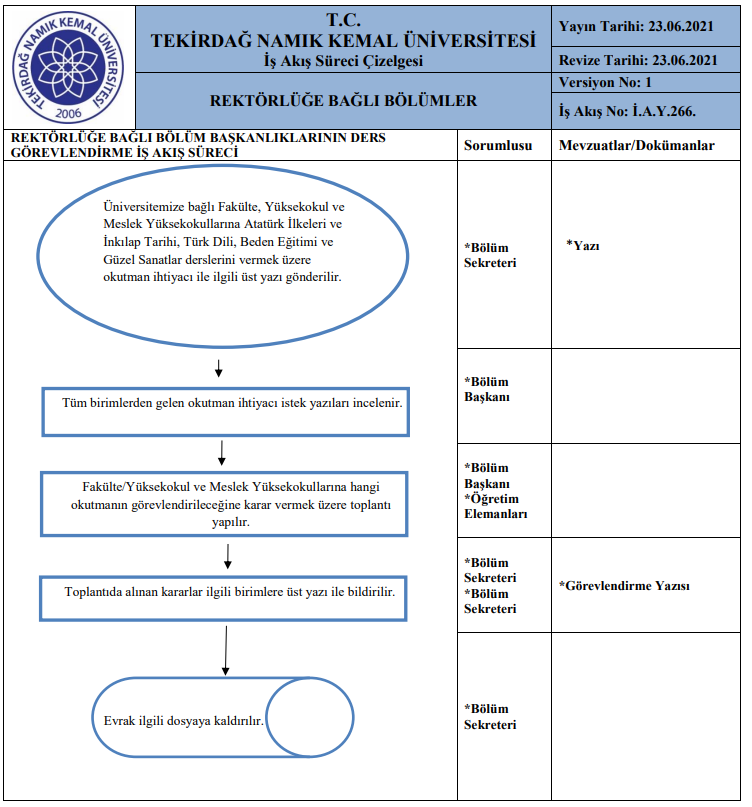 T.C.
TEKİRDAĞ NAMIK KEMAL ÜNİVERSİTESİ
İş Akış Süreci Çizelgesi
REKTÖRLÜĞE BAĞLI BÖLÜMLER
Yayın Tarihi: 23.06.2021
Revize Tarihi: 23.06.2021
Versiyon No: 1
İş Akış No: İ.A.Y.266.
TEKİRDAĞ NAMIK KEMAL ÜNİVERSİTESİ
2006
REKTÖRLÜĞE BAĞLI BÖLÜM BAŞKANLIKLARININ DERS
GÖREVLENDİRME İŞ AKIŞ SÜRECİ
Sorumlusu
Mevzuatlar/Dokümanlar
Üniversitemize bağlı Fakülte, Yüksekokul ve
Meslek Yüksekokullarına Atatürk İlkeleri ve
İnkılap Tarihi, Türk Dili, Beden Eğitimi ve
Güzel Sanatlar derslerini vermek üzere
okutman ihtiyacı ile ilgili üst yazı gönderilir.
*Bölüm
Sekreteri
*Yazı
Tüm birimlerden gelen okutman ihtiyacı istek yazıları incelenir.
*Bölüm
Başkanı
Fakülte/Yüksekokul ve Meslek Yüksekokullarına hangi
okutmanın görevlendirileceğine karar vermek üzere toplantı
yapılır.
*Bölüm
Başkanı
*Öğretim
Elemanları
Toplantıda alınan kararlar ilgili birimlere üst yazı ile bildirilir.
*Bölüm
Sekreteri
*Bölüm
Sekreteri
*Görevlendirme Yazısı
Evrak ilgili dosyaya kaldırılır.
*Bölüm
Sekreteri